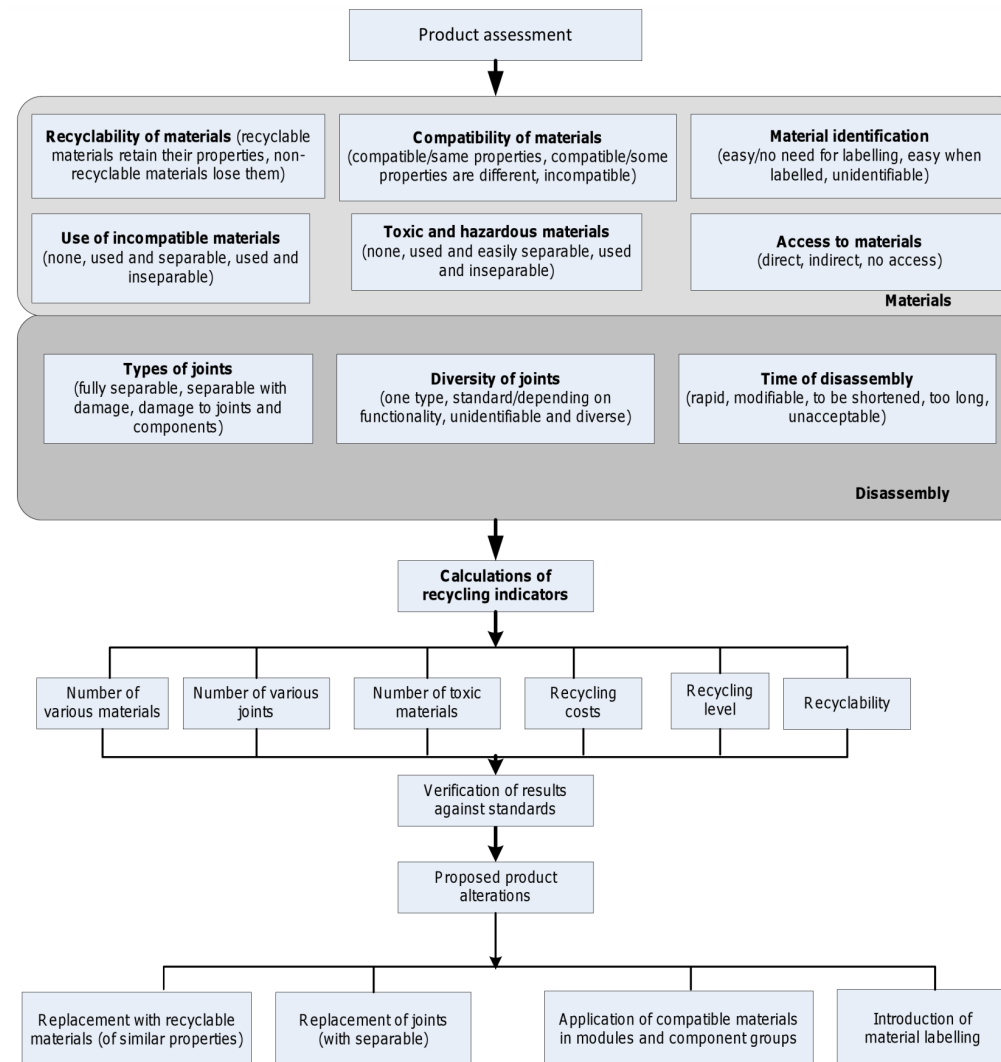 Product assessment
Recyclability of materials (recyclable
materials retain their properties, non-
recyclable materials lose them)
Compatibility of materials
(compatible/same properties, compatible/some
properties are different, incompatible)
Material identification
(easy/no need for labelling, easy when
labelled, unidentifiable)
Use of incompatible materials
(none, used and separable, used and
inseparable)
Toxic and hazardous materials
(none, used and easily separable, used
and inseparable)
Access to materials
(direct, indirect, no access)
Materials
Types of joints
(fully separable, separable with
damage, damage to joints and
components)
Diversity of joints
(one type, standard/depending on
functionality, unidentifiable and diverse)
Time of disassembly
(rapid, modifiable, to be shortened, too long,
unacceptable)
Disassembly
Calculations of
recycling indicators
Number of
various materials
Number of various
joints
Number of toxic
materials
Recycling
costs
Recycling
level
Recyclability
Verification of results
against standards
Proposed product
alterations
Replacement with recyclable
materials (of similar properties)
Replacement of joints
(with separable)
Application of compatible materials
in modules and component groups
Introduction of
material labelling